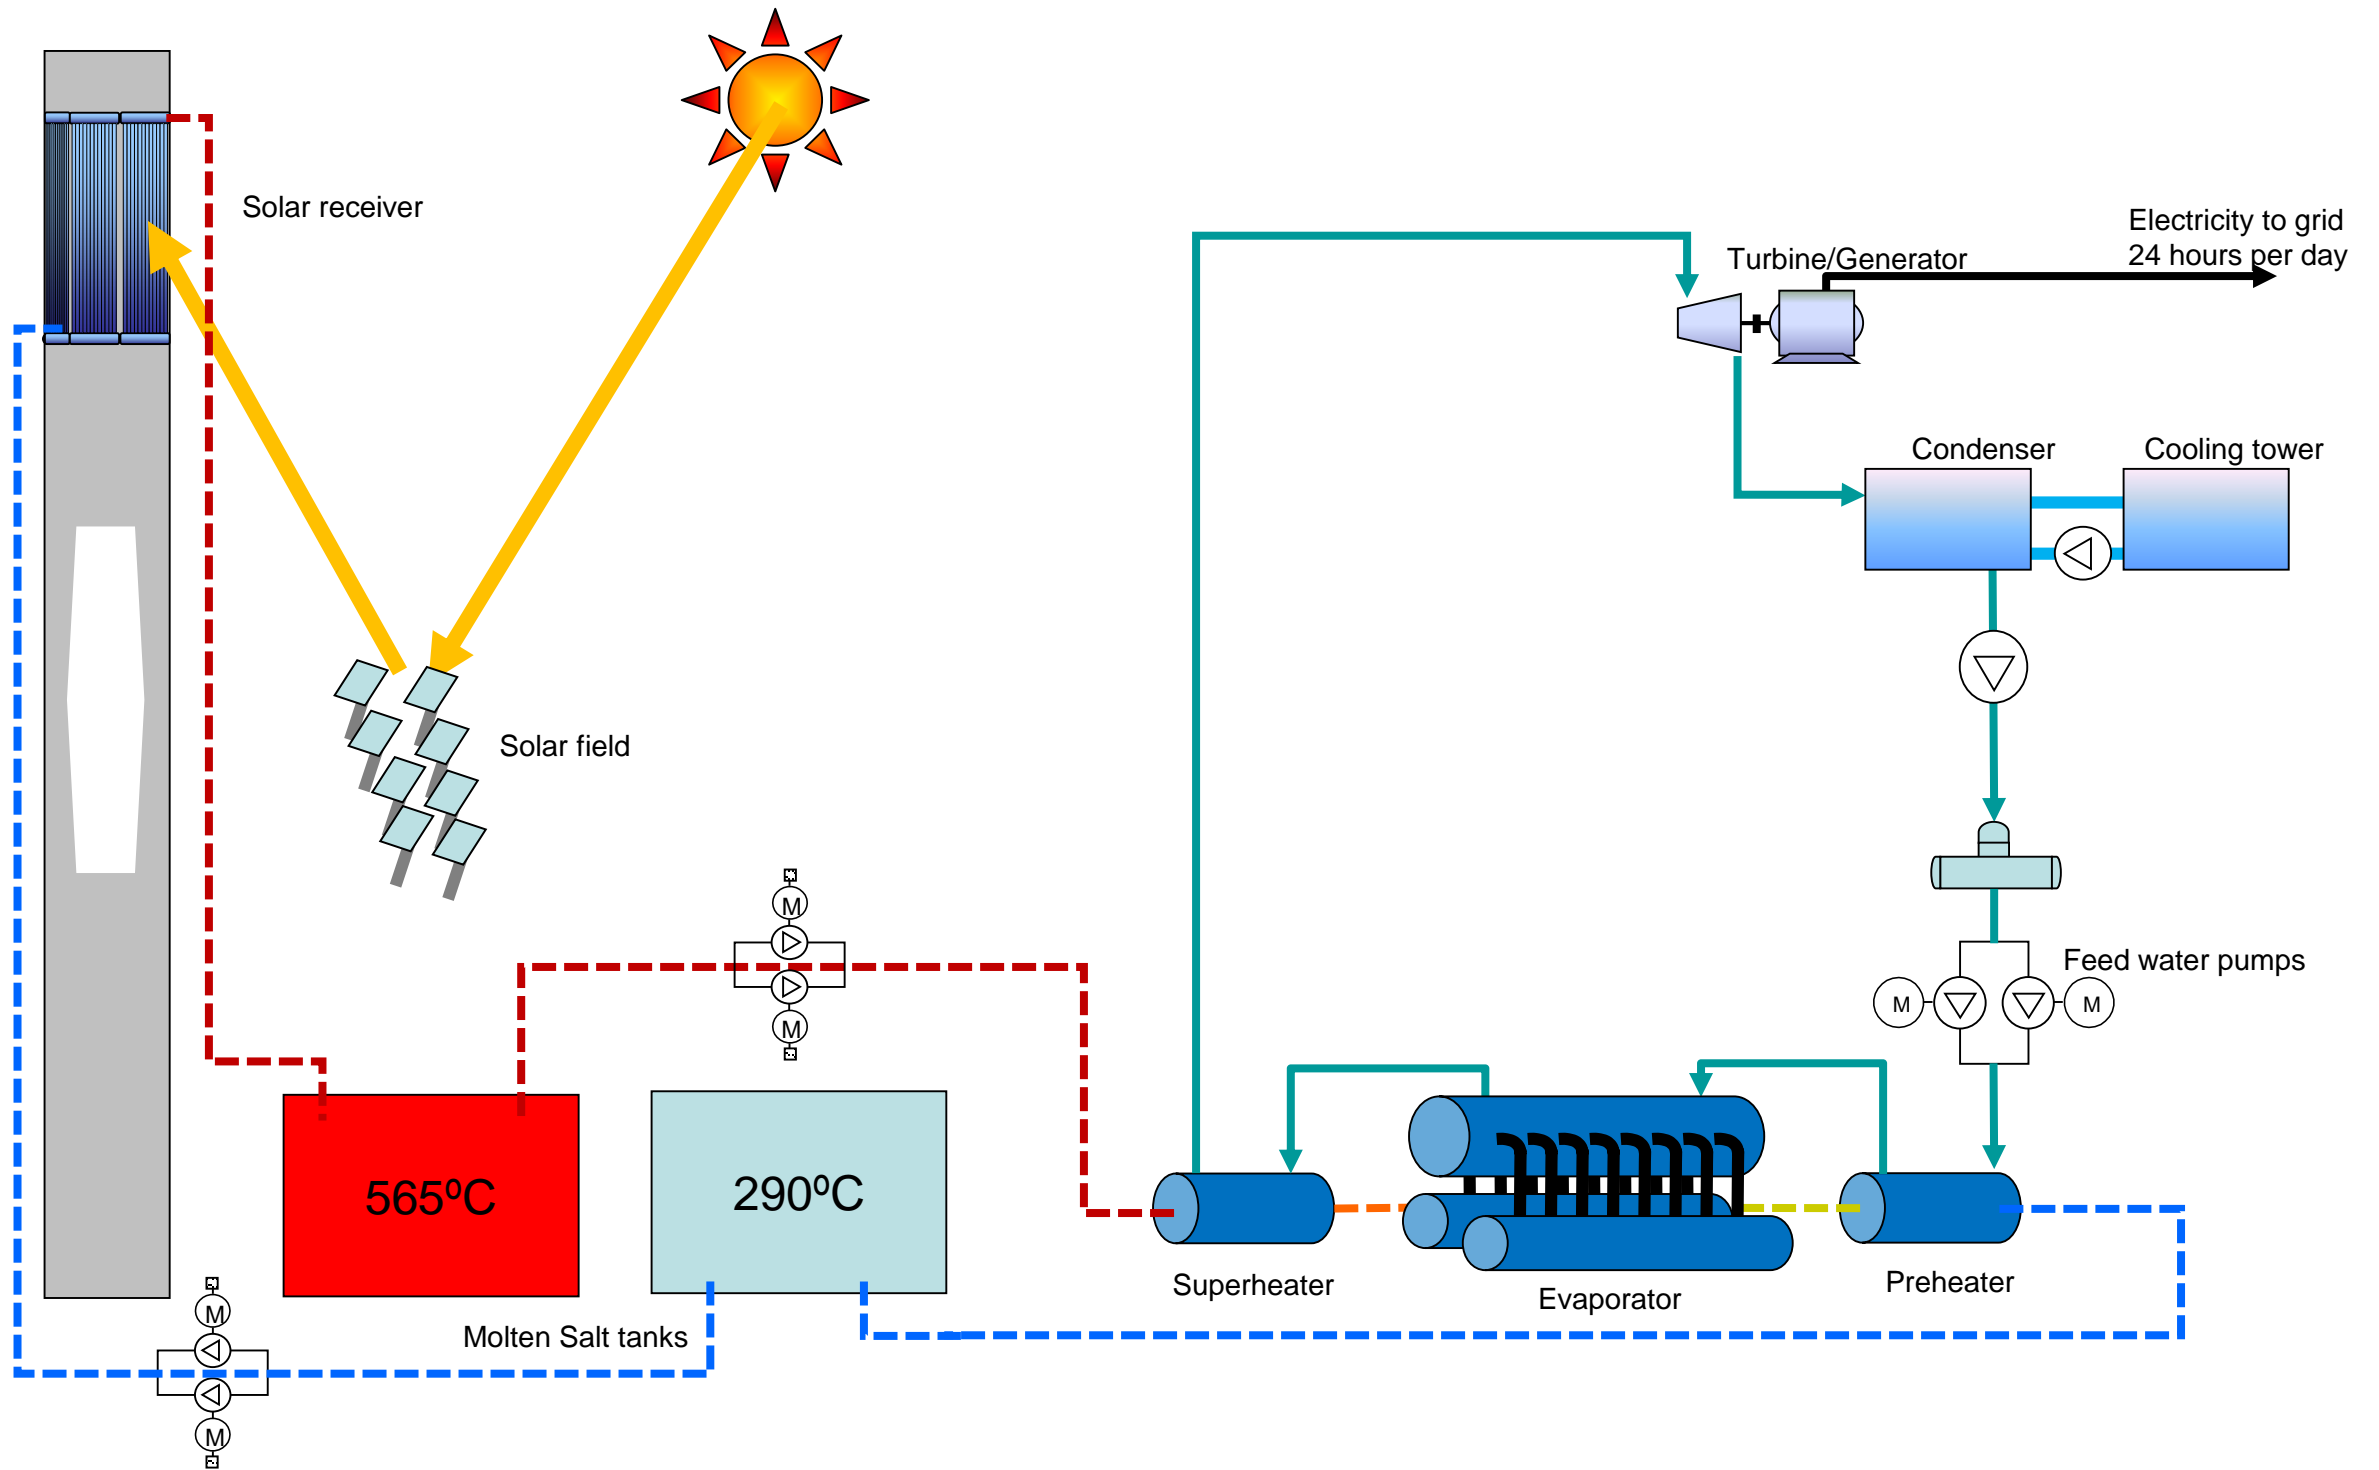 Solar receiver
Electricity to grid
24 hours per day
Turbine/Generator
Condenser
Cooling tower
Solar field
M
M
Feed water pumps
M
M
565ºC
290ºC
Superheater
Evaporator
Preheater
Molten Salt tanks
M
M